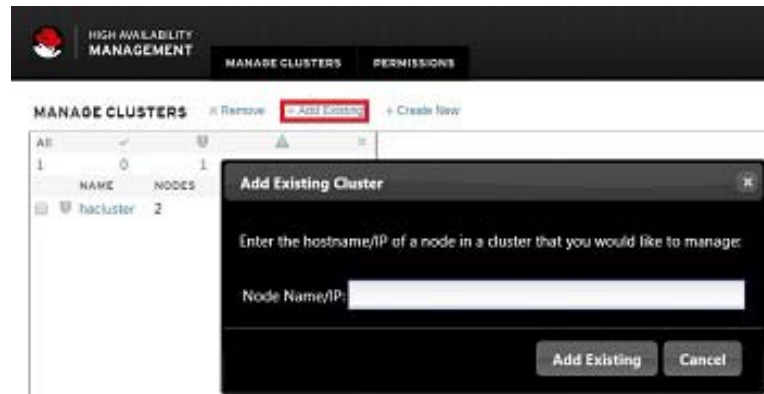 HIGH AVAILABILITY
MANAGEMENT
MANAGE CLUSTERS PERMISSIONS
MANAGE CLUSTERS × Remove + Add Existing + Create New
All
1 0 1
NAME NODES
hacluster 2
Add Existing Cluster
Enter the hostname/IP of a node in a cluster that you would like to manage:
Node Name/IP:
Add Existing Cancel